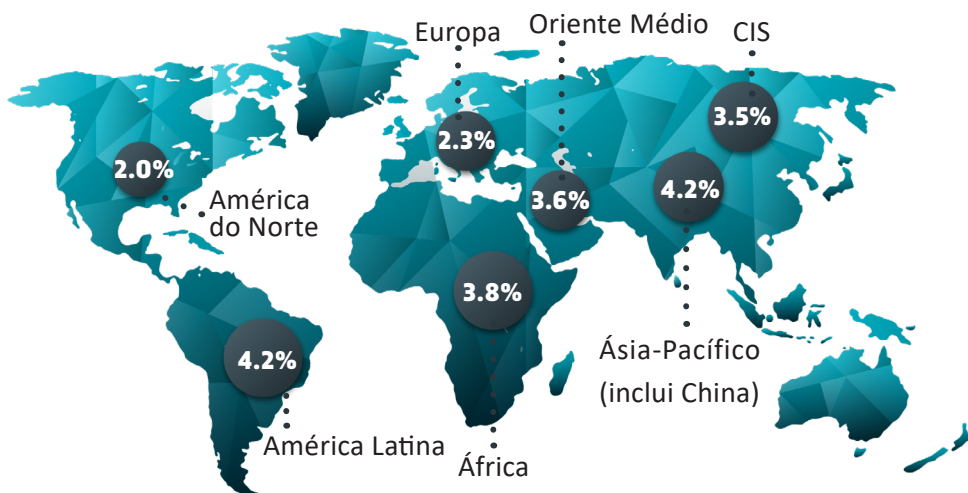 Europa
Oriente Médio
CIS
2.0%
2.3%
3.5%
3.6%
4.2%
América
do Norte
3.8%
4.2%
Ásia-Pacífico
(inclui China)
América Latina
África